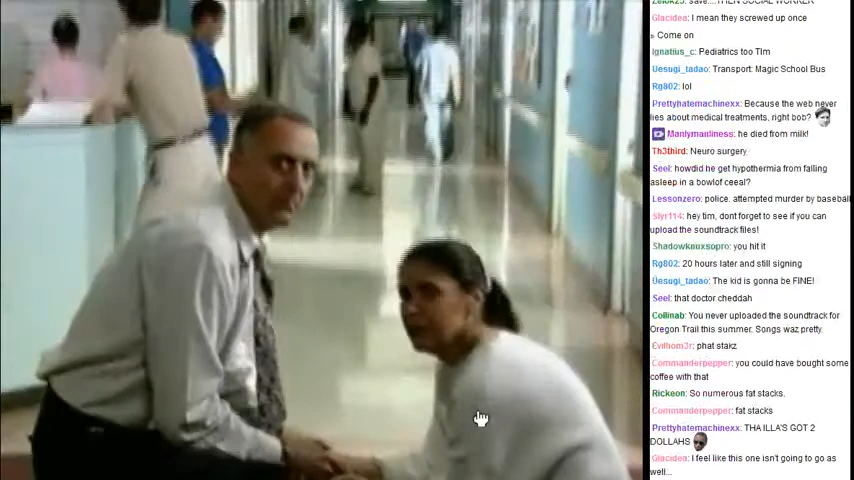 Zelok25: save....THEN SOCIAL WORKER
Glacidea: I mean they screwed up once
Come on
Ignatius_c: Pediatrics too TIm
Uesugi_tadao: Transport: Magic School Bus
Rg802: lol
Prettyhatemachinexx: Because the web never
lies about medical treatments, right bob?
Manlymanliness: he died from milk!
Th3third: Neuro surgery.
Seel: howdid he get hypothermia from falling
asleep in a bowlof ceeal?
Lessonzero: police. attempted murder by baseball
Slyr114: hey tim, dont forget to see if you can
upload the soundtrack files!
Shadowknuxsopro: you hit it
Rg802: 20 hours later and still signing
Uesugi_tadao: The kid is gonna be FINE!
Seel: that doctor cheddah
Collinab: You never uploaded the soundtrack for
Oregon Trail this summer. Songs waz pretty.
Evilhom3r: phat stakz
Commanderpepper: you could have bought some
coffee with that
Rickeon: So numerous fat stacks.
Commanderpepper: fat stacks
Prettyhatemachinexx: THA ILLA'S GOT 2
DOLLAHS
Glacidea: I feel like this one isn't going to go as
well...